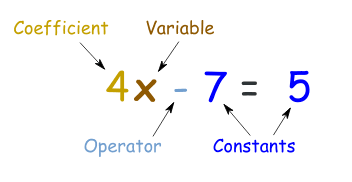 Coefficient Variable
4x - 7 = 5
Operator Constants